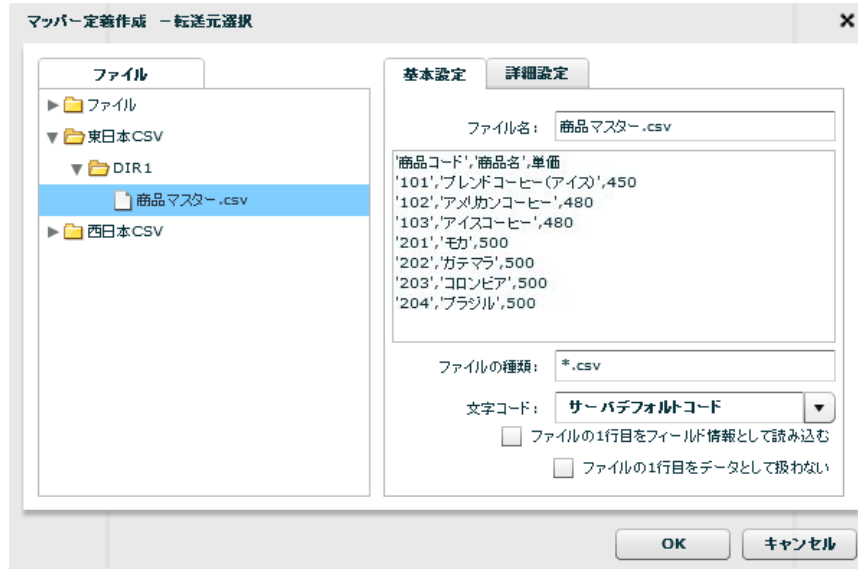 マッパー定義作成 －転送元選択
ファイル
ファイル
東日本CSV
DIR1
商品マスター.csv
西日本CSV
基本設定
詳細設定
ファイル名： 商品マスター.csv
'商品コード','商品名',単価
'101','ブレンドコーヒー(アイス)',450
'102','アメリカンコーヒー',480
'103','アイスコーヒー',480
'201','モカ',500
'202','ガテマラ',500
'203','コロンビア',500
'204','ブラジル',500
ファイルの種類： *.csv
文字コード： サーバデフォルトコード
ファイルの1行目をフィールド情報として読み込む
ファイルの1行目をデータとして扱わない
OK
キャンセル